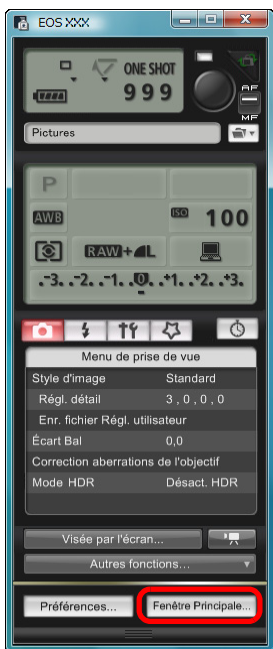 EOS XXX
ONE SHOT
999
AF
MF
Pictures
P
AWB
ISO 100
RAW+L
.-3. .-2. .-1. .0. .+1. .+2. .+3.
Menu de prise de vue
Style d'image Standard
Régl. détail 3 , 0 , 0 , 0
Enr. fichier Régl. utilisateur
Écart Bal 0,0
Correction aberrations de l'objectif
Mode HDR Désact. HDR
Visée par l'écran...
Autres fonctions...
Préférences... Fenêtre Principale...